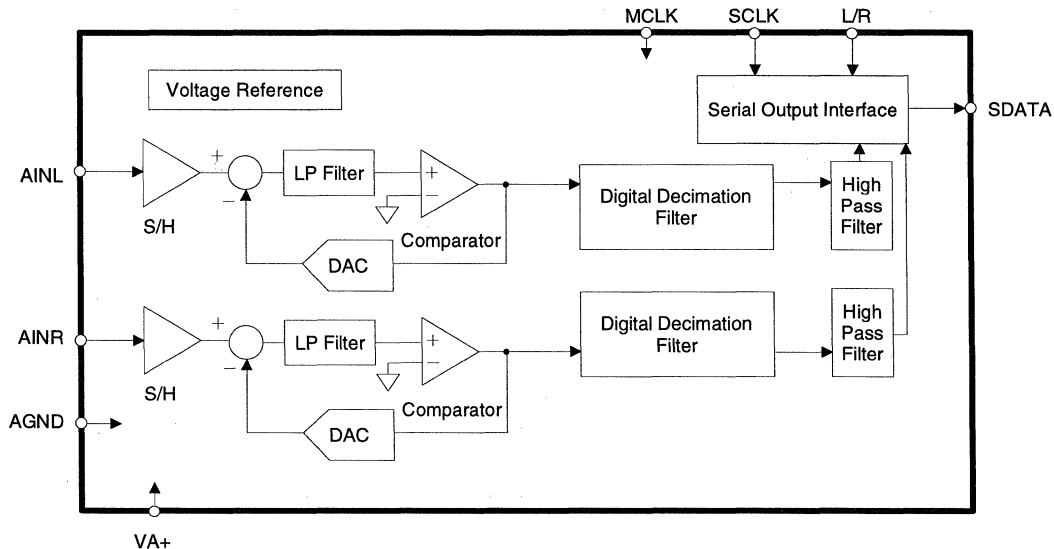 MCLK SCLK L/R
Voltage Reference
Serial Output Interface
SDATA
AINL
+
−
S/H
LP Filter
+
−
Comparator
DAC
Digital Decimation
Filter
High
Pass
Filter
AINR
+
−
S/H
LP Filter
+
−
Comparator
DAC
Digital Decimation
Filter
High
Pass
Filter
AGND
VA+